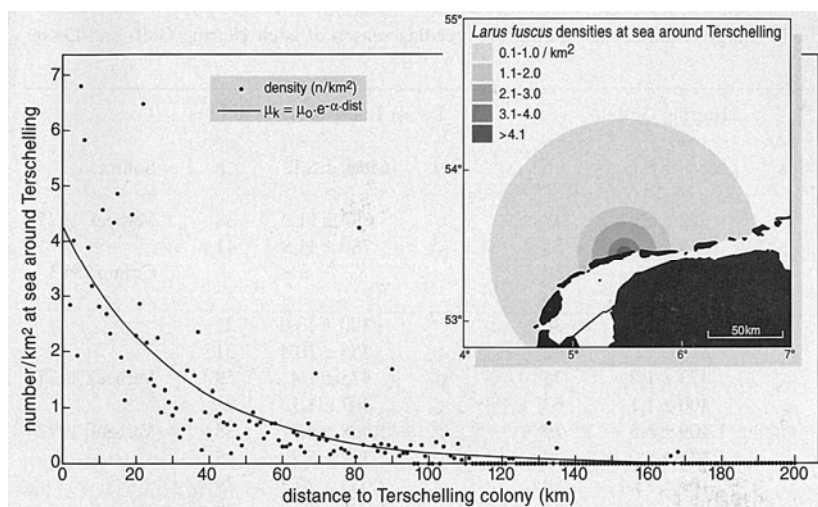 Larus fuscus densities at sea around Terschelling
0.1-1.0 / km²
1.1-2.0
2.1-3.0
3.1-4.0
>4.1
55°
54°
53°
4° 5° 6° 7°
50km
density (n/km²)
μₖ = μₒ·e-α·dist
7
6
5
4
3
2
1
0
number/km² at sea around Terschelling
0 20 40 60 80 100 120 140 160 180 200
distance to Terschelling colony (km)